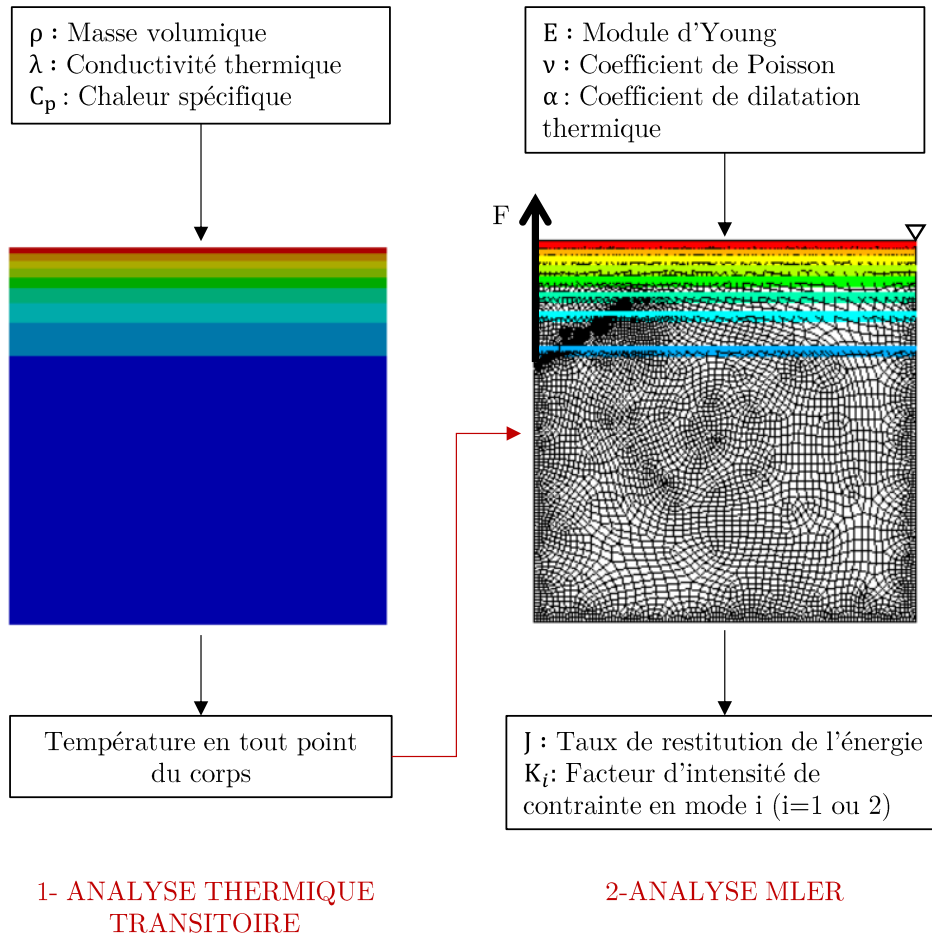 ρ : Masse volumique
λ : Conductivité thermique
Cp : Chaleur spécifique
E : Module d'Young
ν : Coefficient de Poisson
α : Coefficient de dilatation
thermique
F
Température en tout point
du corps
J : Taux de restitution de l'énergie
Ki: Facteur d'intensité de
contrainte en mode i (i=1 ou 2)
1- ANALYSE THERMIQUE
TRANSITOIRE
2-ANALYSE MLER